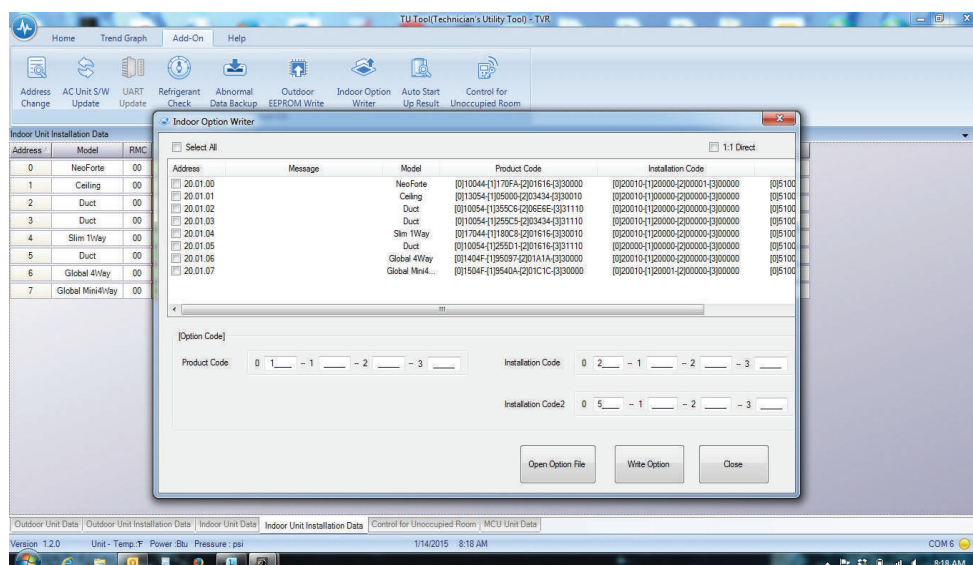 TU Tool(Technician's Utility Tool) - TVR
Home Trend Graph Add-On Help
Address Change
AC Unit S/W Update
UART Update
Refrigerant Check
Abnormal Data Backup
Outdoor EEPROM Write
Indoor Option Writer
Auto Start Up Result
Control for Unoccupied Room
Indoor Unit Installation Data
Address Model RMC
0 NeoForte 00
1 Ceiling 00
2 Duct 00
3 Duct 00
4 Slim 1Way 00
5 Duct 00
6 Global 4Way 00
7 Global Mini4Way 00
Indoor Option Writer
Select All 1:1 Direct
Address Message Model Product Code Installation Code
20.01.00 NeoForte [0]10044-[1]170FA-[2]01616-[3]30000 [0]20010-[1]20000-[2]00001-[3]00000 [0]5100
20.01.01 Ceiling [0]13054-[1]05000-[2]03434-[3]30010 [0]20010-[1]20000-[2]00000-[3]00000 [0]5100
20.01.02 Duct [0]10054-[1]355C6-[2]06E6E-[3]31110 [0]20010-[1]00000-[2]00000-[3]00000 [0]5100
20.01.03 Duct [0]10054-[1]255C5-[2]03434-[3]31110 [0]20010-[1]00000-[2]00000-[3]00000 [0]5100
20.01.04 Slim 1Way [0]17044-[1]180C8-[2]01616-[3]30000 [0]20010-[1]00000-[2]00000-[3]00000 [0]5100
20.01.05 Duct [0]10054-[1]255D1-[2]01616-[3]31110 [0]20000-[1]00000-[2]00000-[3]00000 [0]5100
20.01.06 Global 4Way [0]1404F-[1]95097-[2]01A1A-[3]30000 [0]20010-[1]20000-[2]00000-[3]00000 [0]5100
20.01.07 Global Mini4... [0]1504F-[1]9540A-[2]01C1C-[3]30000 [0]20010-[1]20001-[2]00000-[3]00000 [0]5100
[Option Code]
Product Code 0 1___ -- 1 ____ -- 2 ____ -- 3 ____ Installation Code 0 2___ -- 1 ____ -- 2 ____ -- 3 ____
Installation Code2 0 5___ -- 1 ____ -- 2 ____ -- 3 ____
Open Option File Write Option Close
Outdoor Unit Data Outdoor Unit Installation Data Indoor Unit Data Indoor Unit Installation Data Control for Unoccupied Room MCU Unit Data
Version 1.2.0 Unit - Temp.:℉ Power :Btu Pressure : psi 1/14/2015 8:18 AM COM 6
8:18 AM